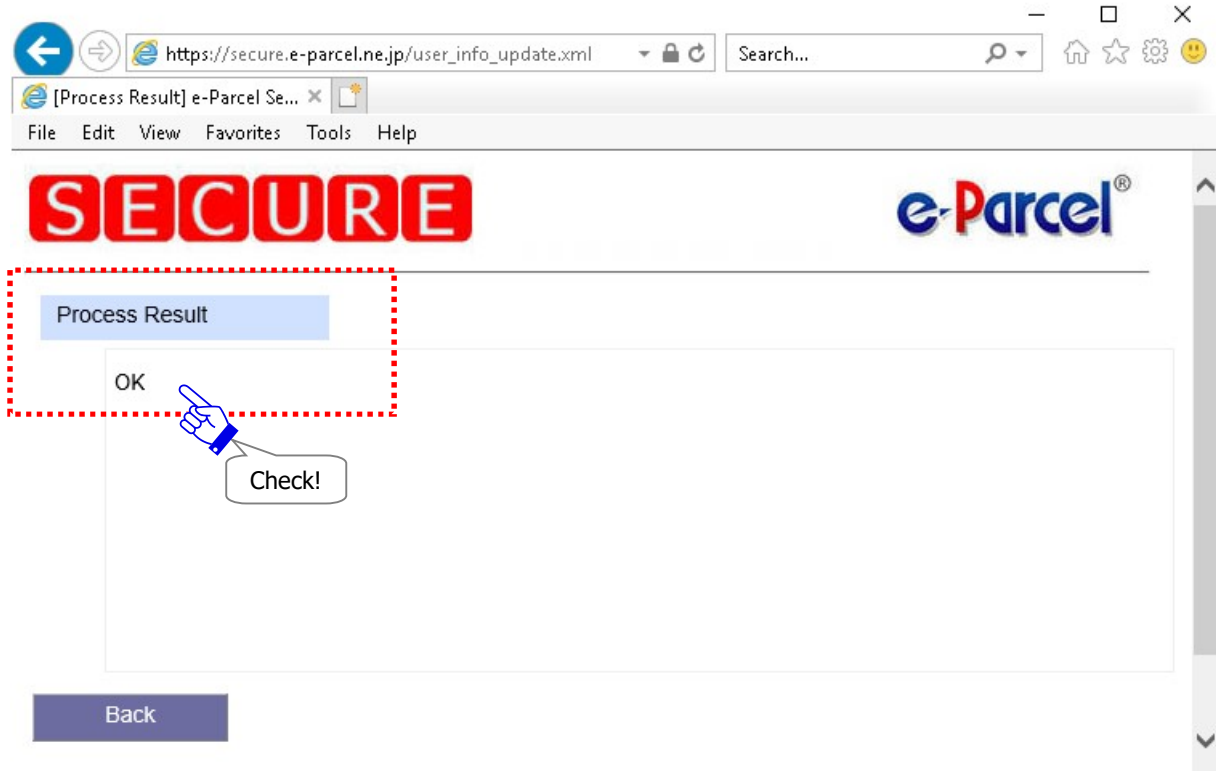 https://secure.e-parcel.ne.jp/user_info_update.xml
Search...
[Process Result] e-Parcel Se...
File Edit View Favorites Tools Help
SECURE
e-Parcel®
Process Result
OK
Check!
Back